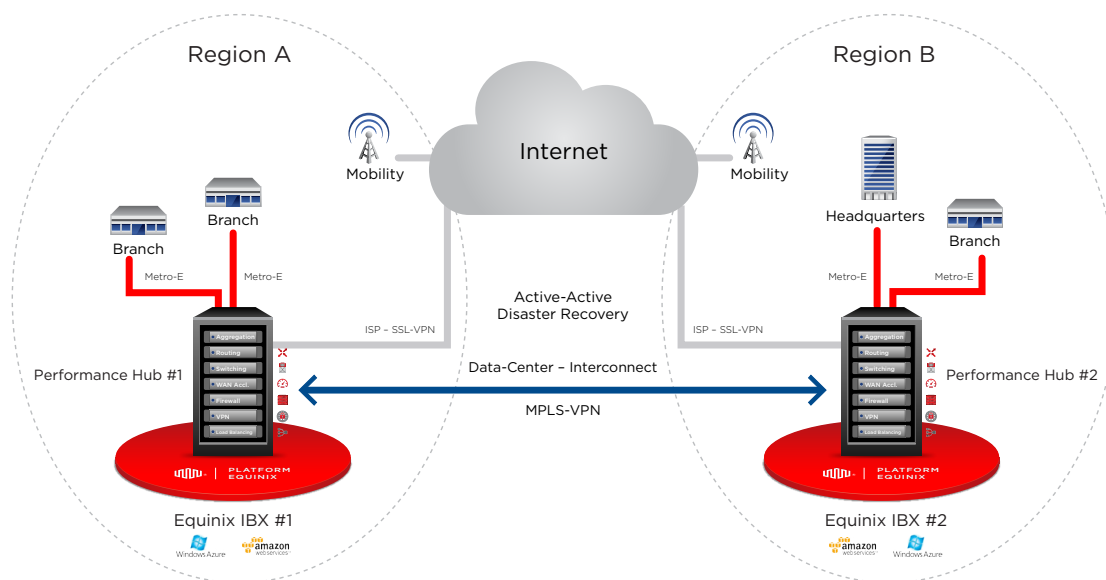 Region A
Region B
Internet
Mobility
Mobility
Branch
Branch
Headquarters
Branch
Metro-E
Metro-E
Metro-E
Metro-E
Active-Active
Disaster Recovery
ISP – SSL-VPN
ISP – SSL-VPN
Data-Center – Interconnect
MPLS-VPN
Performance Hub #1
Aggregation
Routing
Switching
WAN Accl.
Firewall
VPN
Load Balancing
Performance Hub #2
Aggregation
Routing
Switching
WAN Accl.
Firewall
VPN
Load Balancing
PLATFORM
EQUINIX
PLATFORM
EQUINIX
Equinix IBX #1
Windows Azure
amazon
web services
Equinix IBX #2
amazon
web services
Windows Azure